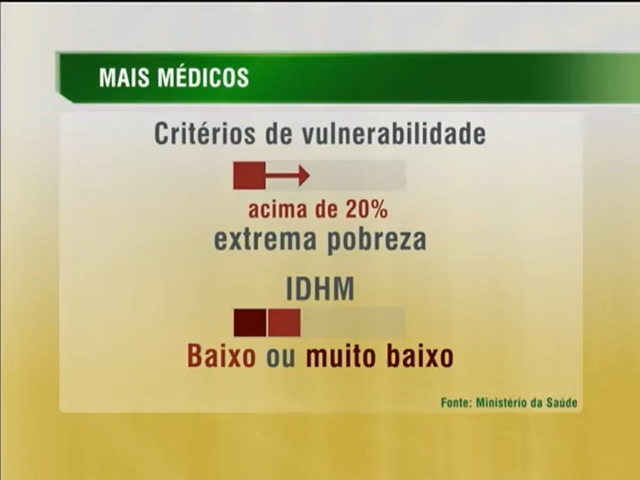 MAIS MÉDICOS
Critérios de vulnerabilidade
acima de 20%
extrema pobreza
IDHM
Baixo ou muito baixo
Fonte: Ministério da Saúde